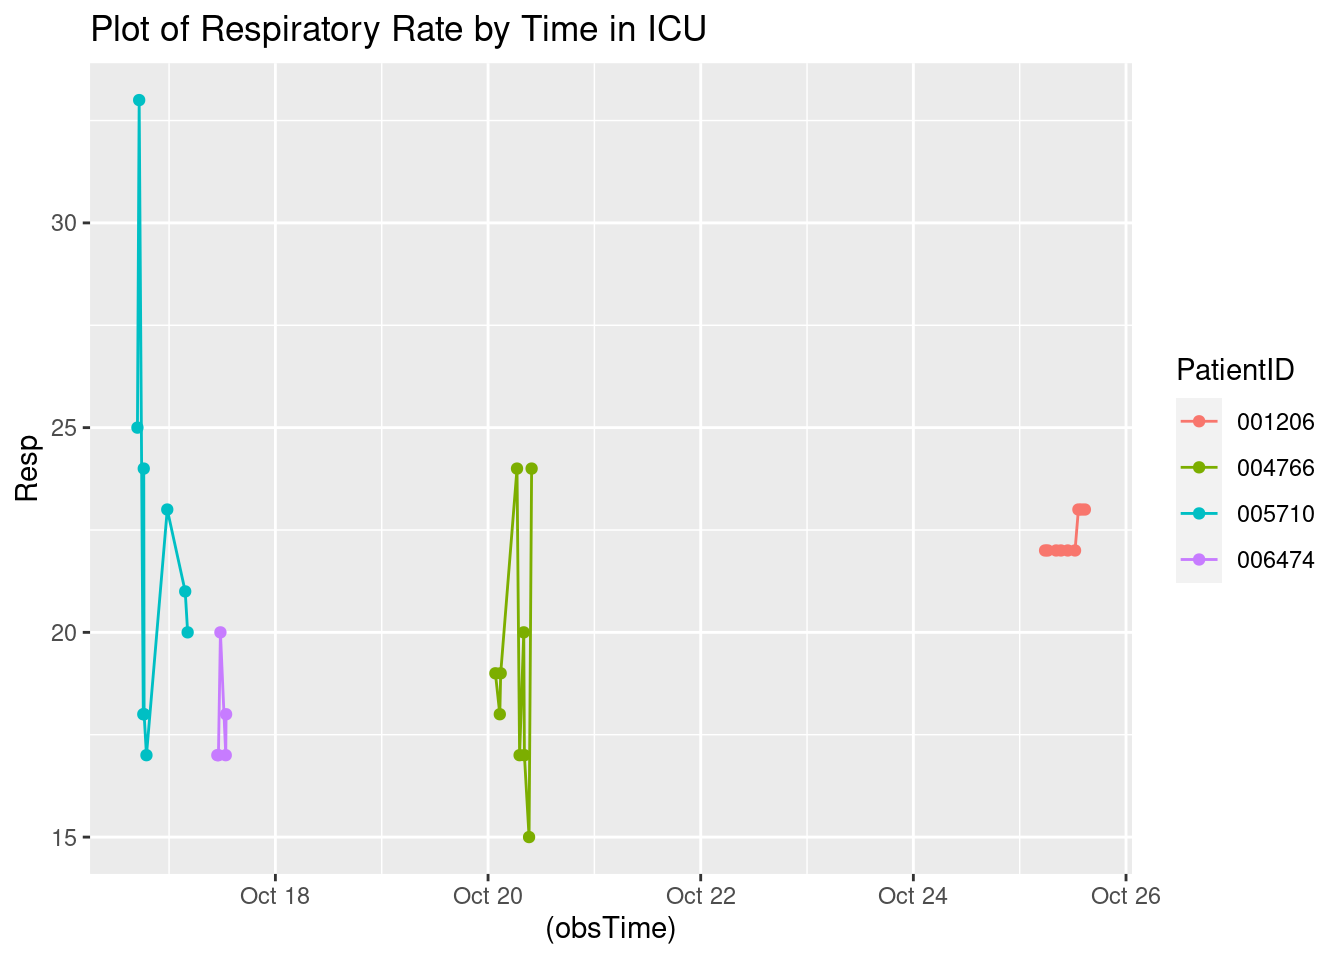 Plot of Respiratory Rate by Time in ICU
30
25
20
15
Resp
Oct 18
Oct 20
Oct 22
Oct 24
Oct 26
(obsTime)
PatientID
001206
004766
005710
006474